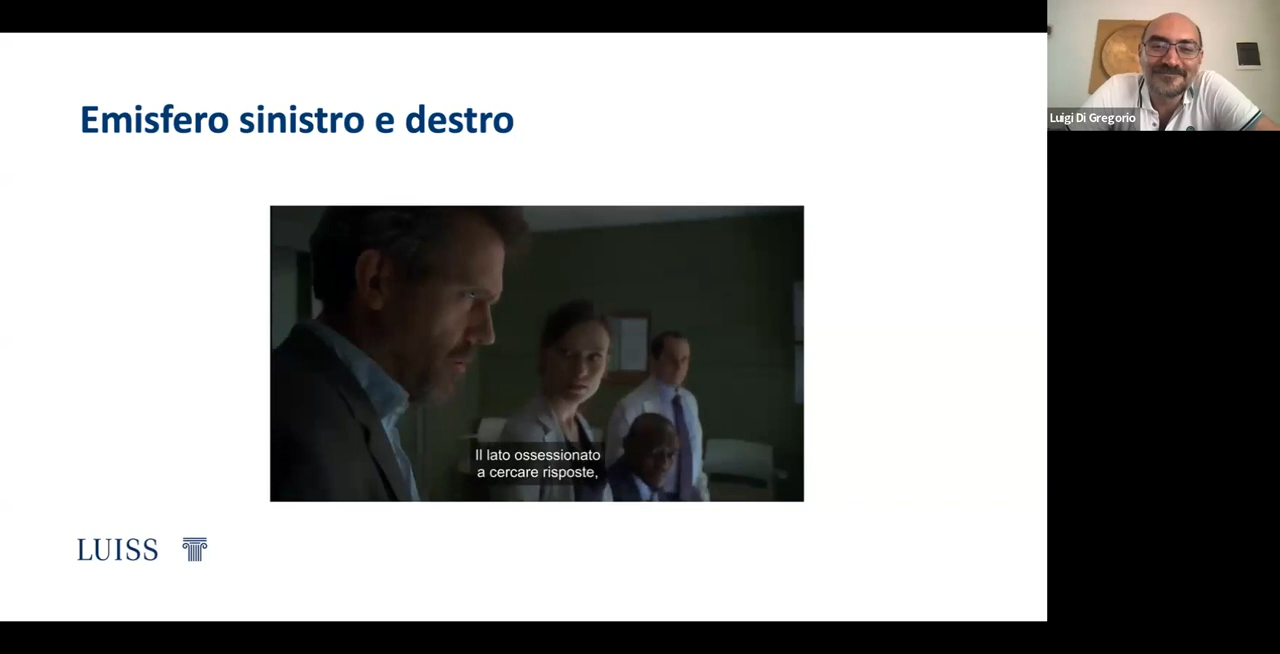 Emisfero sinistro e destro
Luigi Di Gregorio
Il lato ossessionato
a cercare risposte,
LUISS